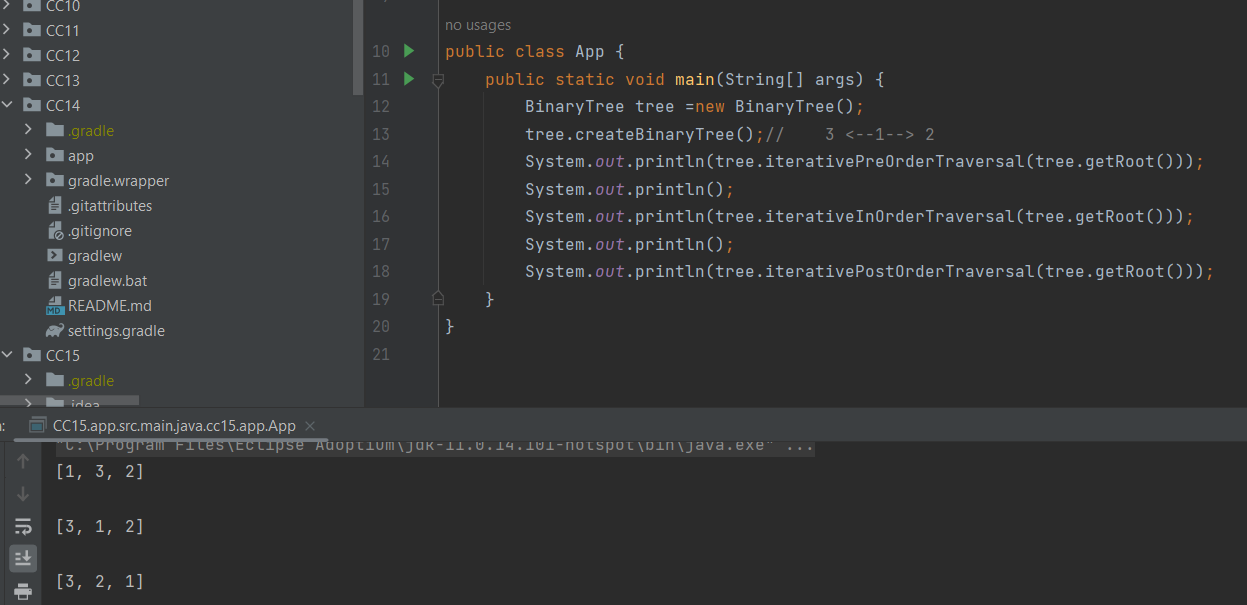 CC10
CC11
CC12
CC13
CC14
.gradle
app
gradle.wrapper
.gitattributes
.gitignore
gradlew
gradlew.bat
README.md
settings.gradle
CC15
.gradle
.idea
no usages
10 public class App {
11 public static void main(String[] args) {
12 BinaryTree tree =new BinaryTree();
13 tree.createBinaryTree();//    3 <--1--> 2
14 System.out.println(tree.iterativePreOrderTraversal(tree.getRoot()));
15 System.out.println();
16 System.out.println(tree.iterativeInOrderTraversal(tree.getRoot()));
17 System.out.println();
18 System.out.println(tree.iterativePostOrderTraversal(tree.getRoot()));
19 }
20 }
21
CC15.app.src.main.java.cc15.app.App
"C:\Program Files\Eclipse Adoptium\jdk-11.0.14.101-hotspot\bin\java.exe" ...
[1, 3, 2]
[3, 1, 2]
[3, 2, 1]